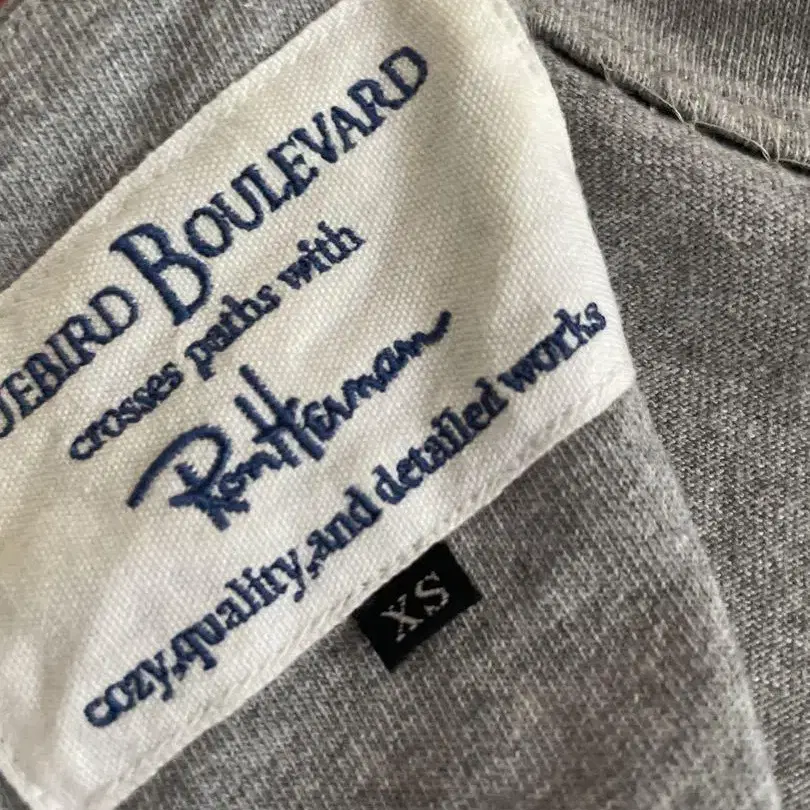 UEBIRD BOULEVARD
crosses paths with
Ron Herman
cozy,quality,and detailed works
XS